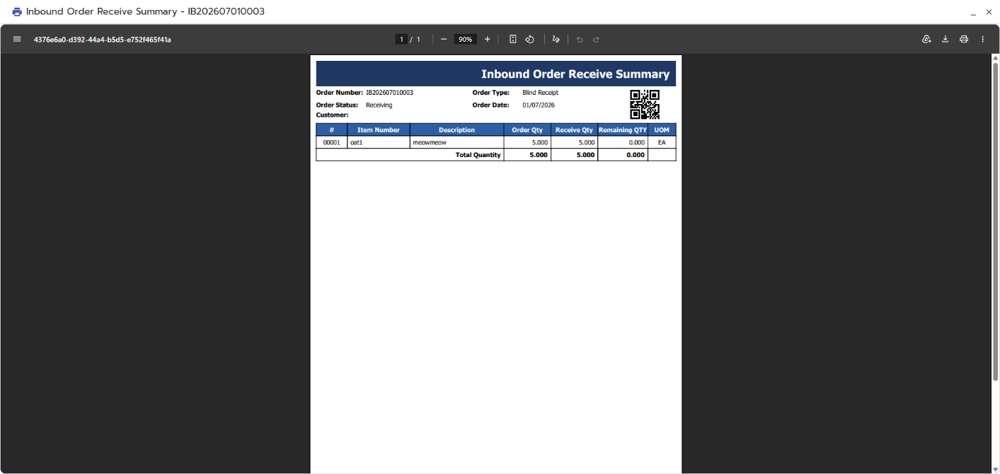 Inbound Order Receive Summary - IB202607010003
4376e6a0-d392-44a4-b5d5-e752f465f41a
1 / 1
90%
Inbound Order Receive Summary
Order Number: IB202607010003 Order Type: Blind Receipt
Order Status: Receiving Order Date: 01/07/2026
Customer:
# Item Number Description Order Qty Receive Qty Remaining QTY UOM
00001 oat1 meowmeow 5.000 5.000 0.000 EA
Total Quantity 5.000 5.000 0.000